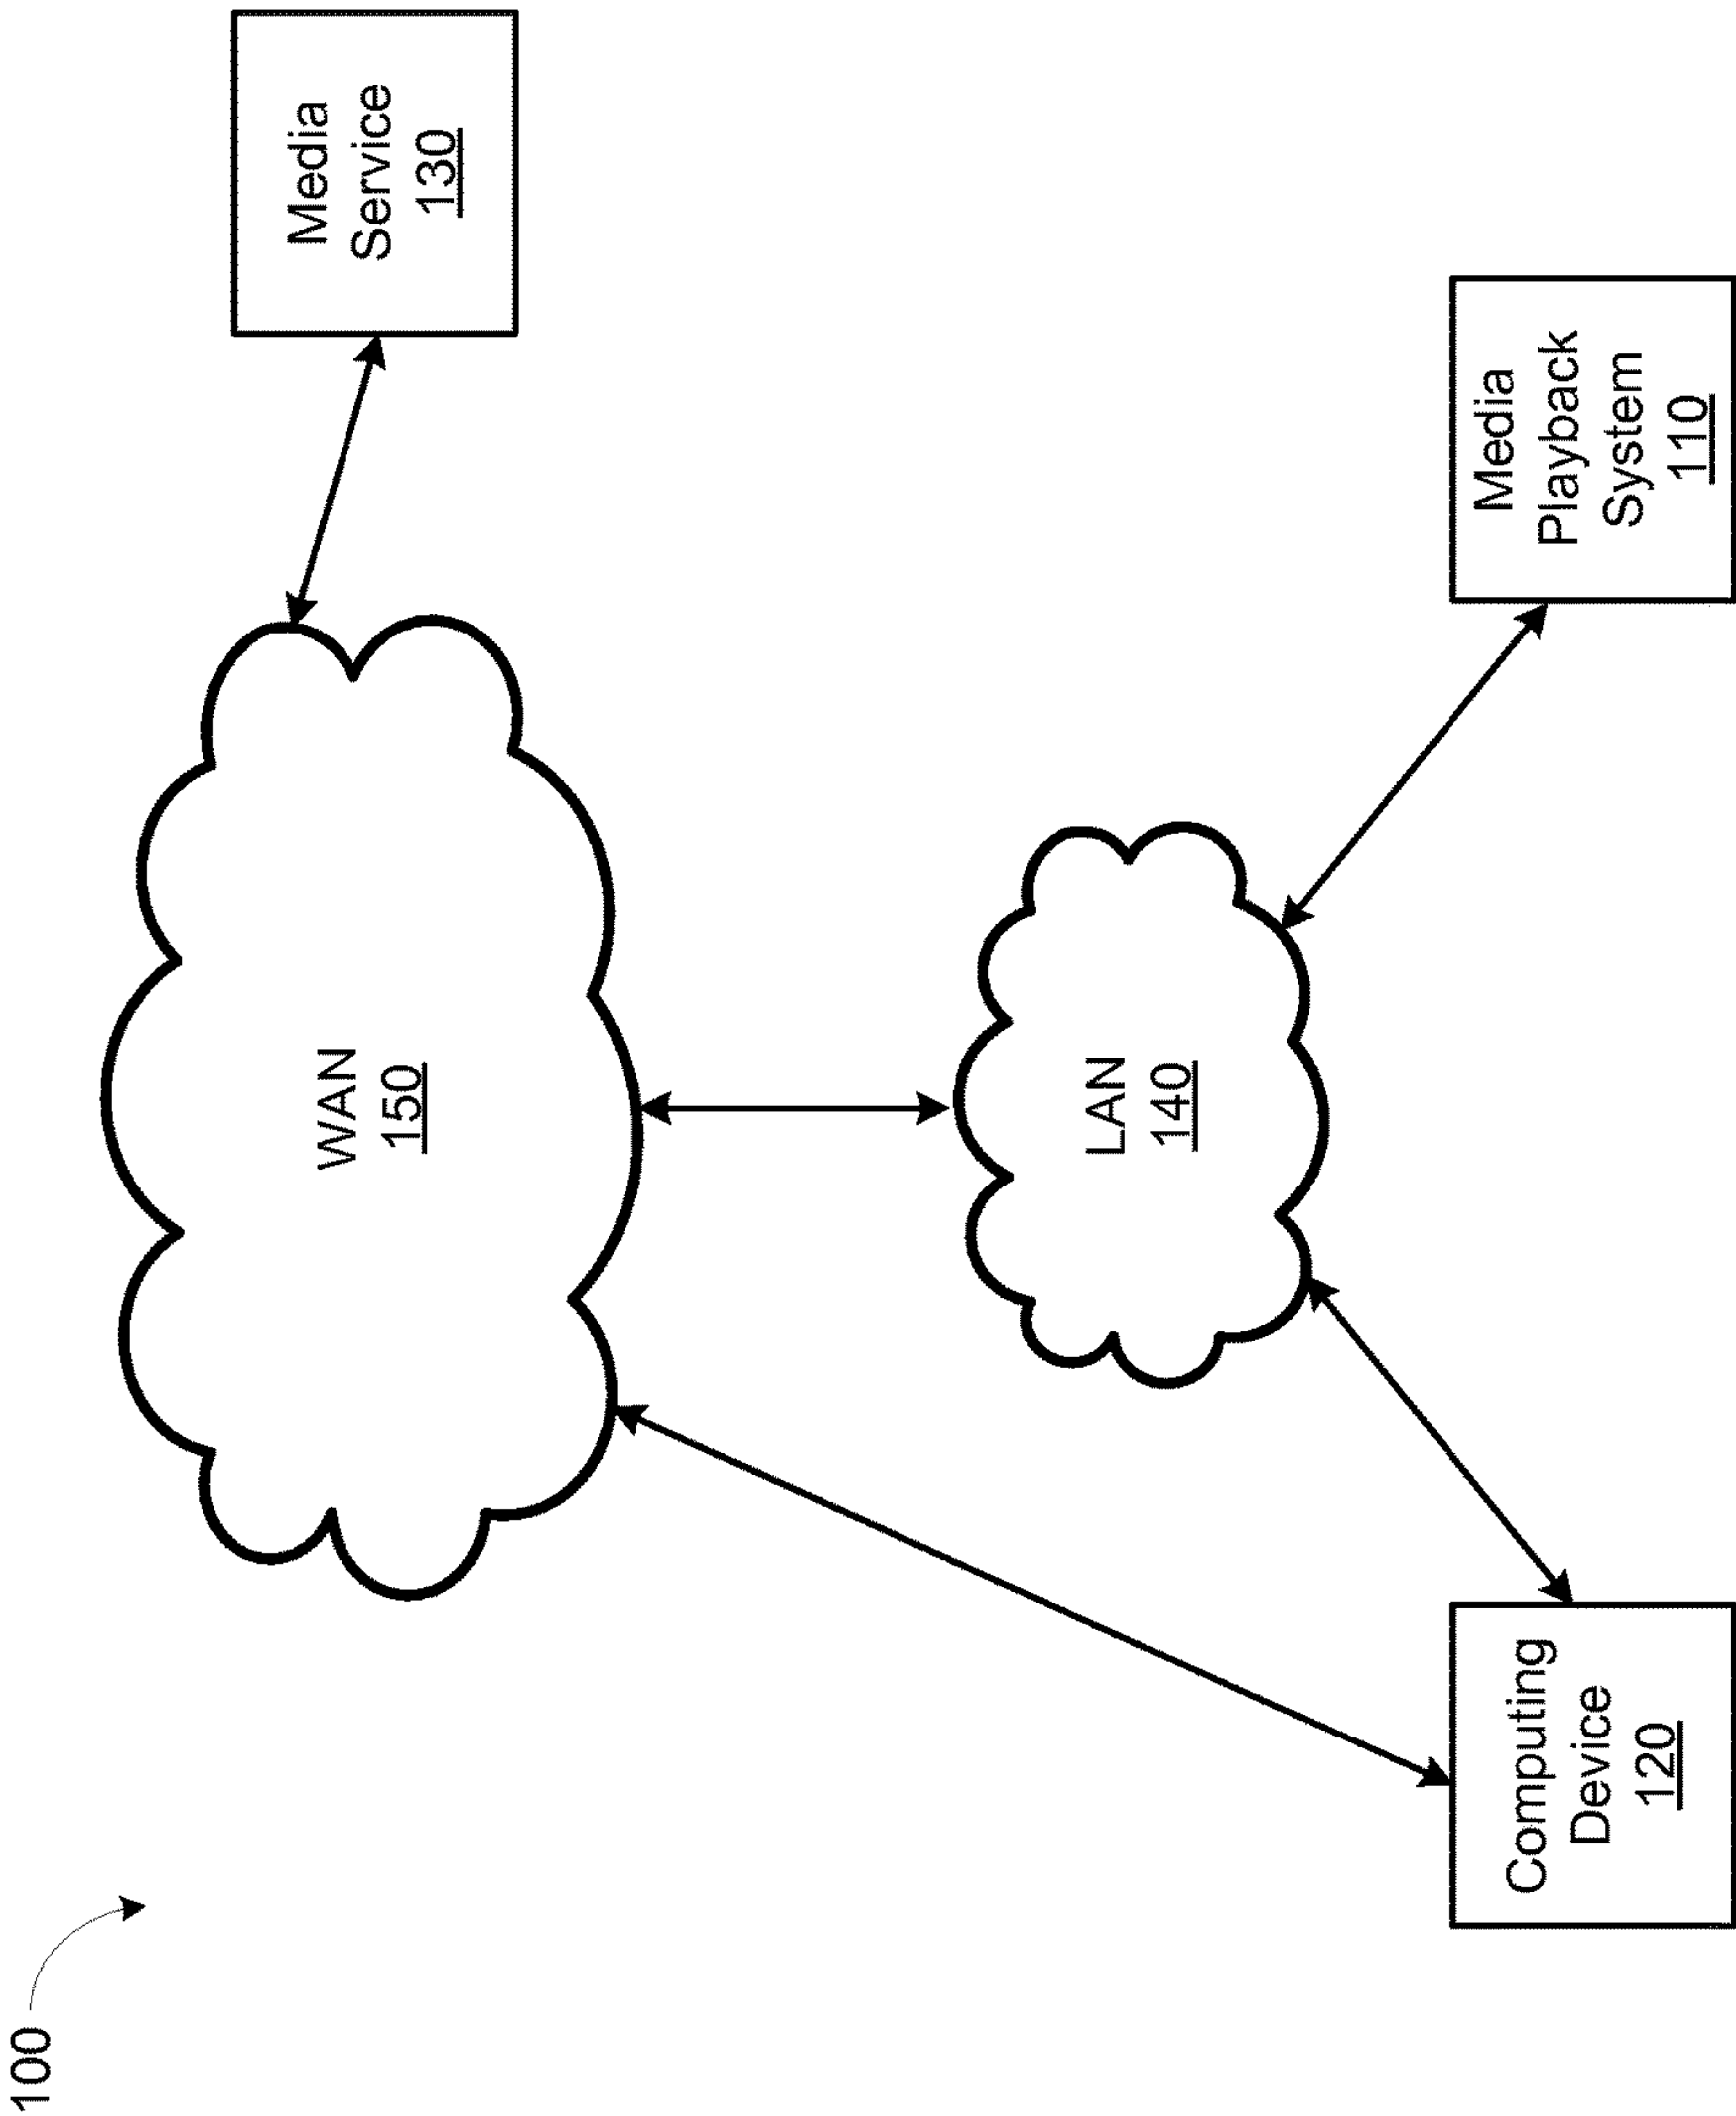 100
WAN
150
Media
Service
130
LAN
140
Computing
Device
120
Media
Playback
System
110